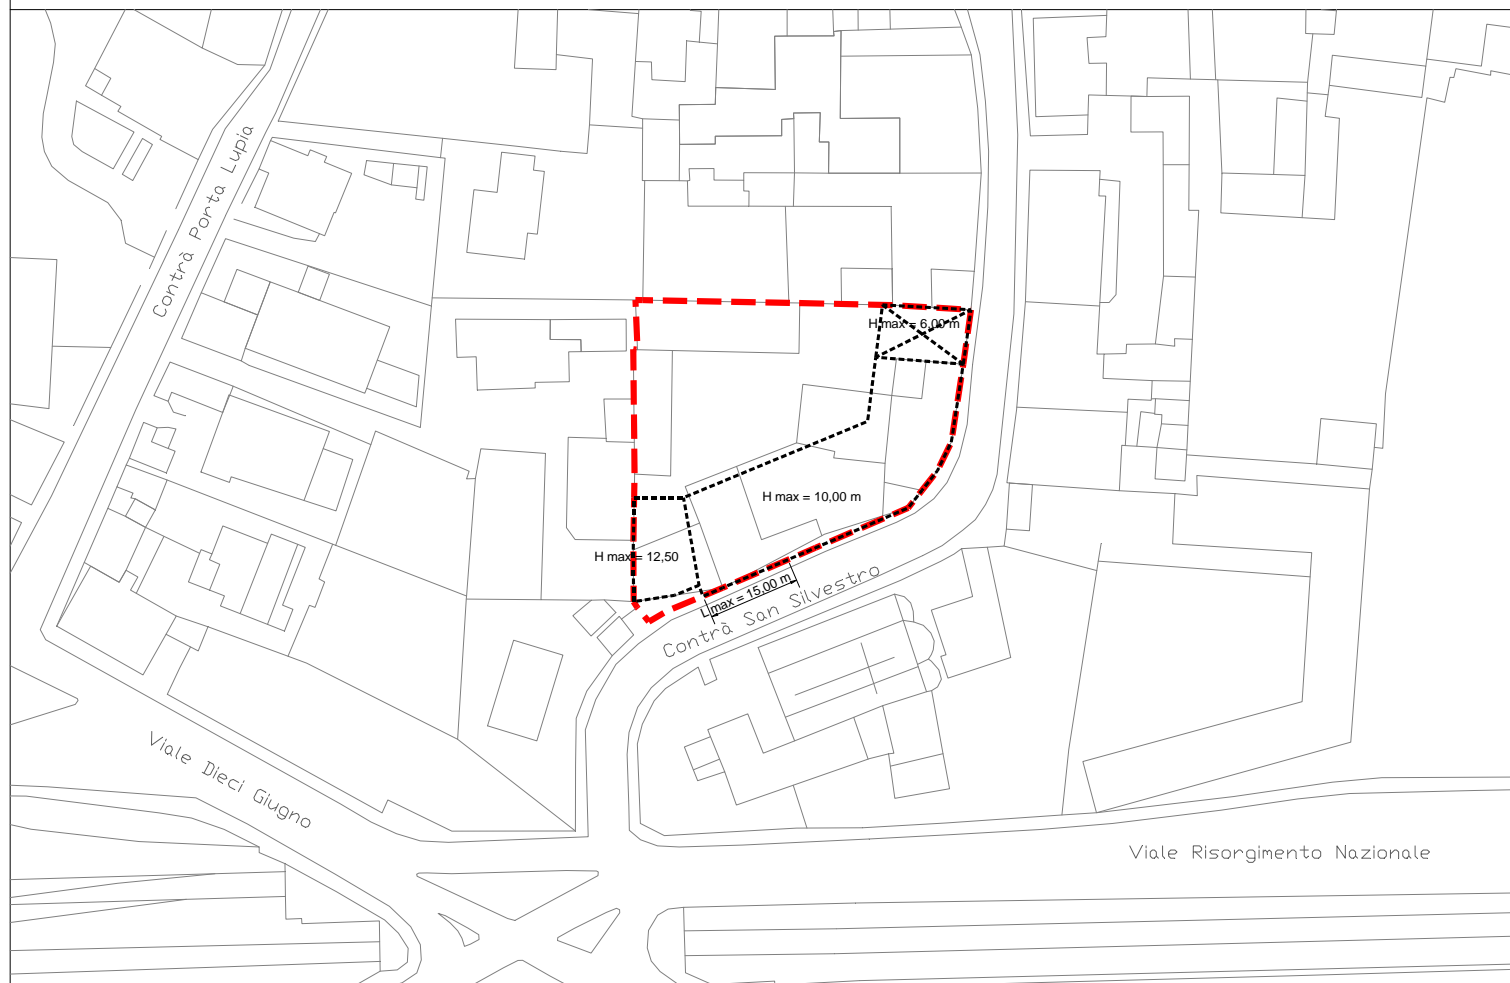 Contrà Porta Lupia
H max = 6,00 m
H max = 10,00 m
H max = 12,50
L max = 15,00 m
Contrà San Silvestro
Viale Dieci Giugno
Viale Risorgimento Nazionale